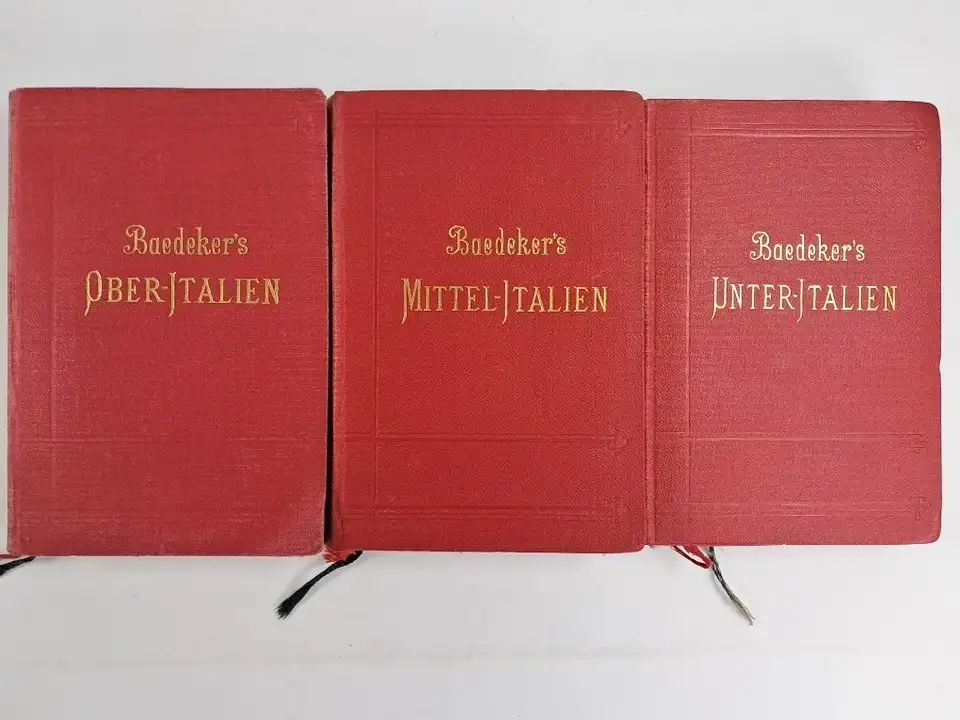 Baedeker's
OBER-ITALIEN
Baedeker's
MITTEL-ITALIEN
Baedeker's
UNTER-ITALIEN